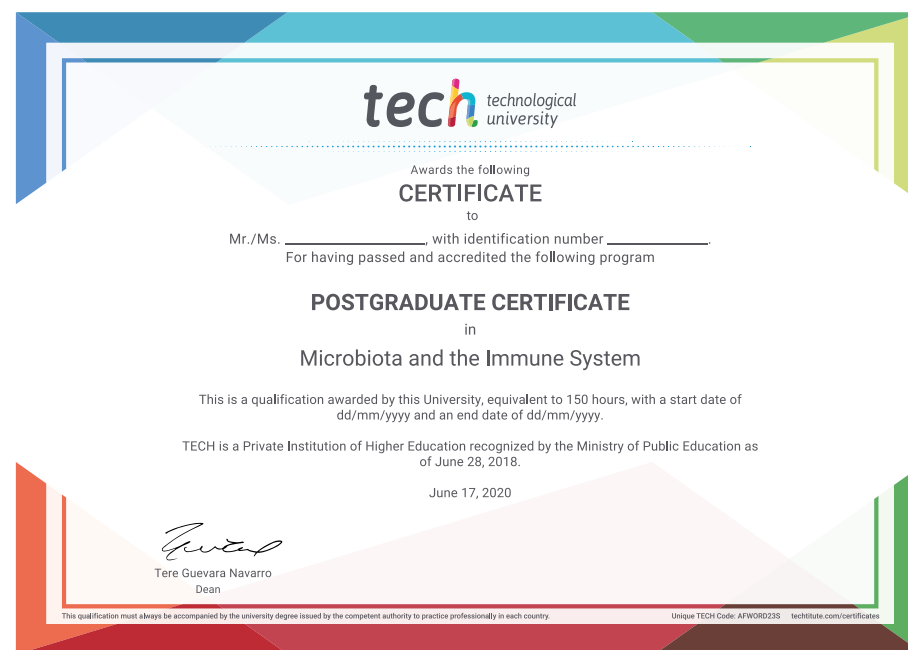 tech technological
university
Awards the following
CERTIFICATE
to
Mr./Ms. ____________, with identification number ____________.
For having passed and accredited the following program
POSTGRADUATE CERTIFICATE
in
Microbiota and the Immune System
This is a qualification awarded by this University, equivalent to 150 hours, with a start date of
dd/mm/yyyy and an end date of dd/mm/yyyy.
TECH is a Private Institution of Higher Education recognized by the Ministry of Public Education as
of June 28, 2018.
June 17, 2020
Tere Guevara Navarro
Dean
This qualification must always be accompanied by the university degree issued by the competent authority to practice professionally in each country.
Unique TECH Code: AFWORD23S techtitute.com/certificates